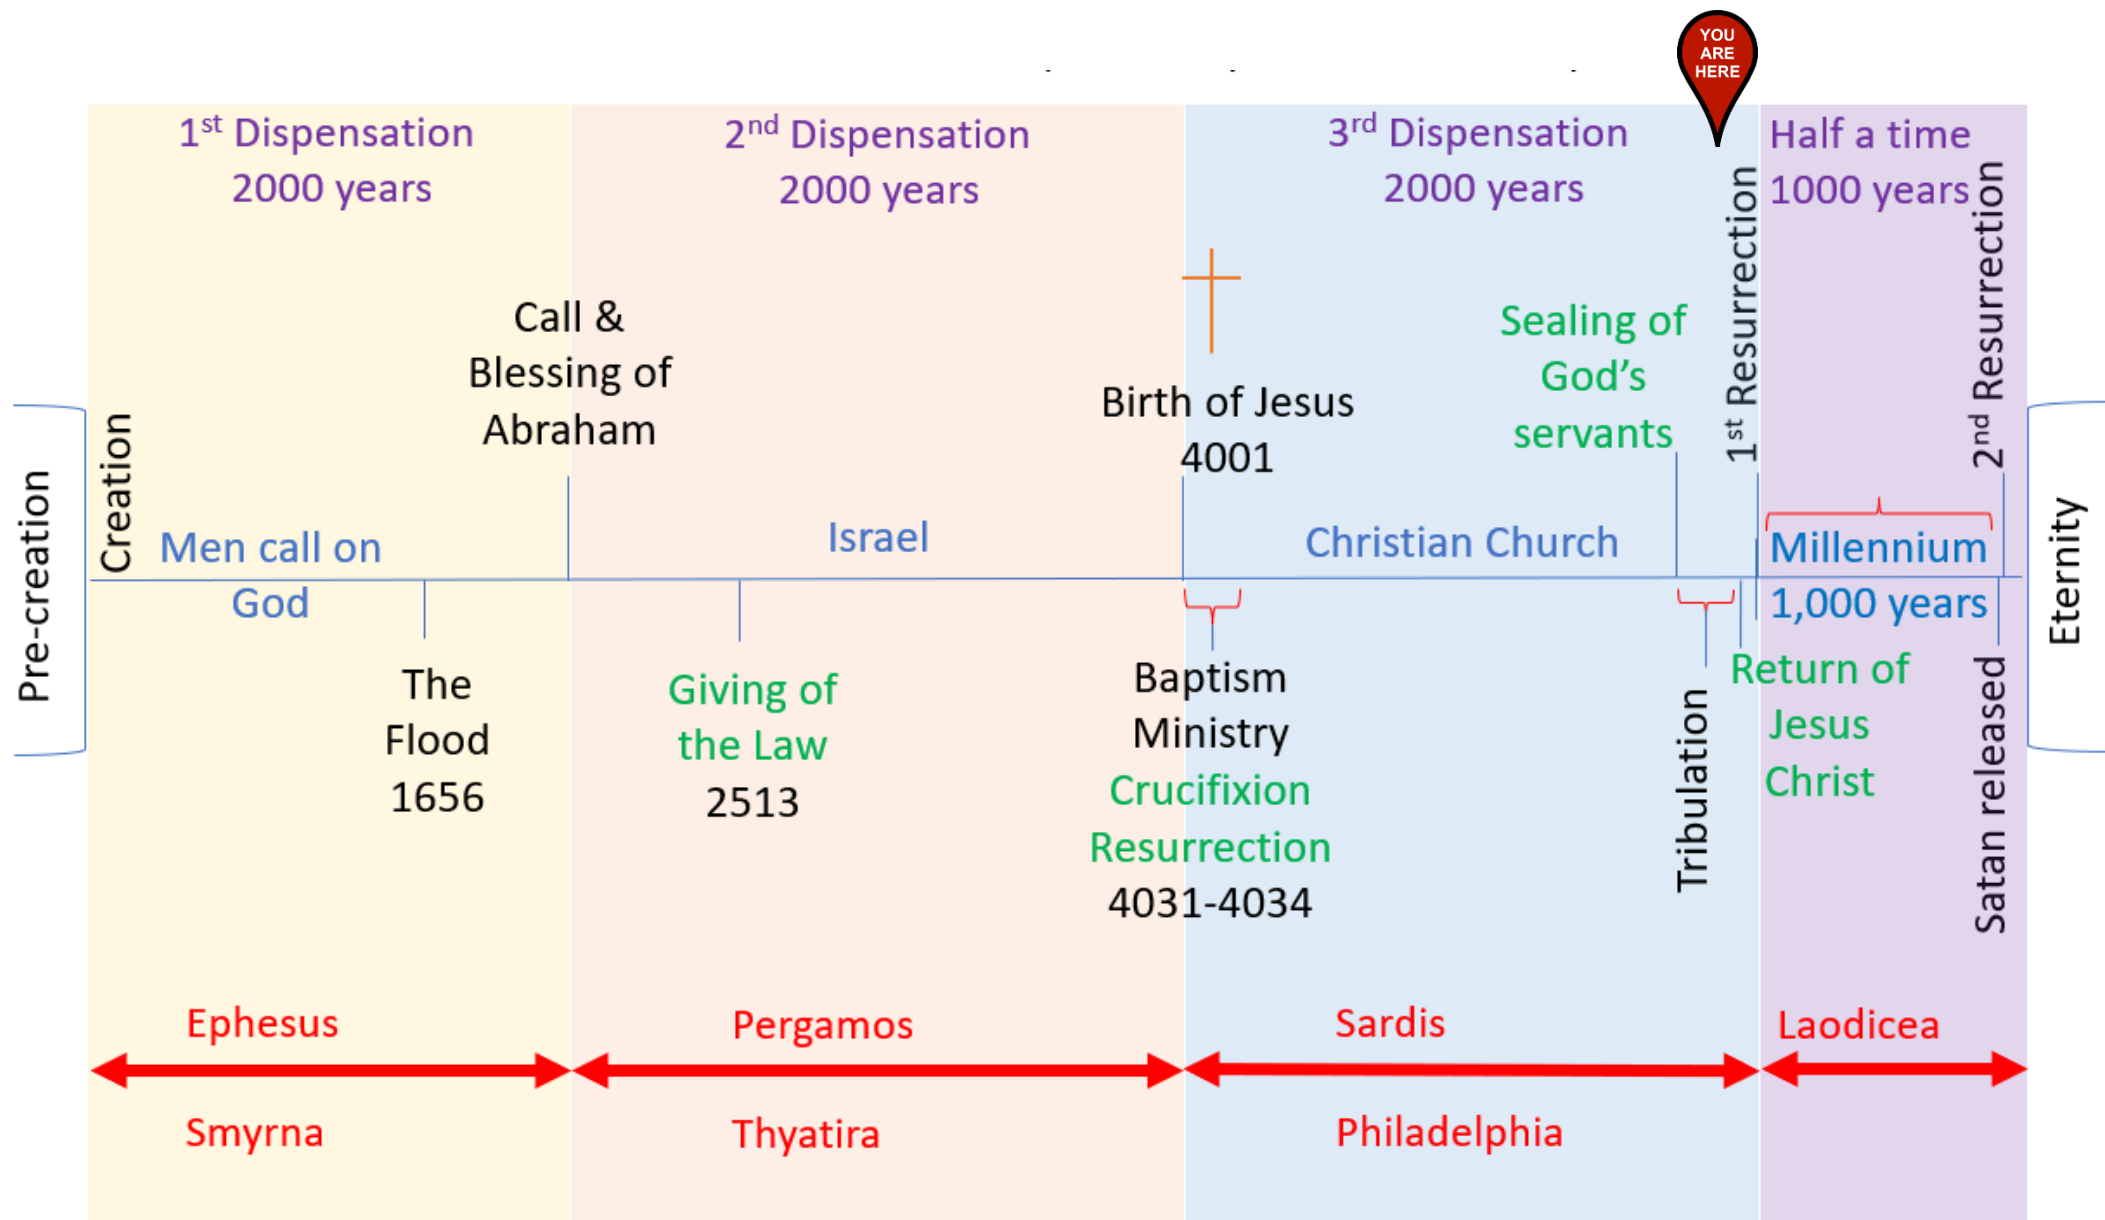 YOU
ARE
HERE
1st Dispensation
2000 years
2nd Dispensation
2000 years
3rd Dispensation
2000 years
Half a time
1000 years
Pre-creation
Creation
Men call on
God
Call &
Blessing of
Abraham
The
Flood
1656
Israel
Giving of
the Law
2513
Birth of Jesus
4001
Baptism
Ministry
Crucifixion
Resurrection
4031-4034
Christian Church
Sealing of
God’s
servants
Tribulation
1st Resurrection
Return of
Jesus
Christ
Millennium
1,000 years
2nd Resurrection
Satan released
Eternity
Ephesus
Smyrna
Pergamos
Thyatira
Sardis
Philadelphia
Laodicea